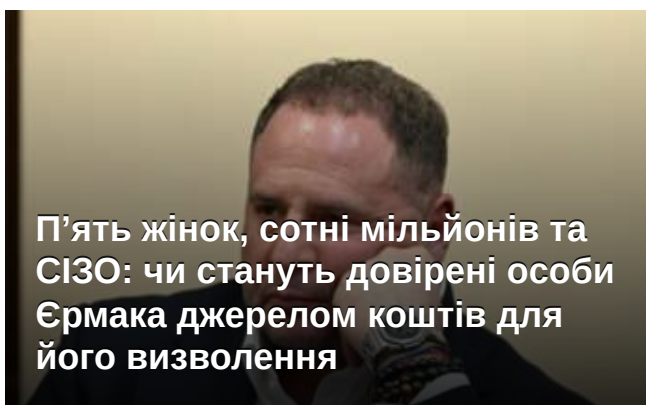 П’ять жінок, сотні мільйонів та
СІЗО: чи стануть довірені особи
Єрмака джерелом коштів для
його визволення